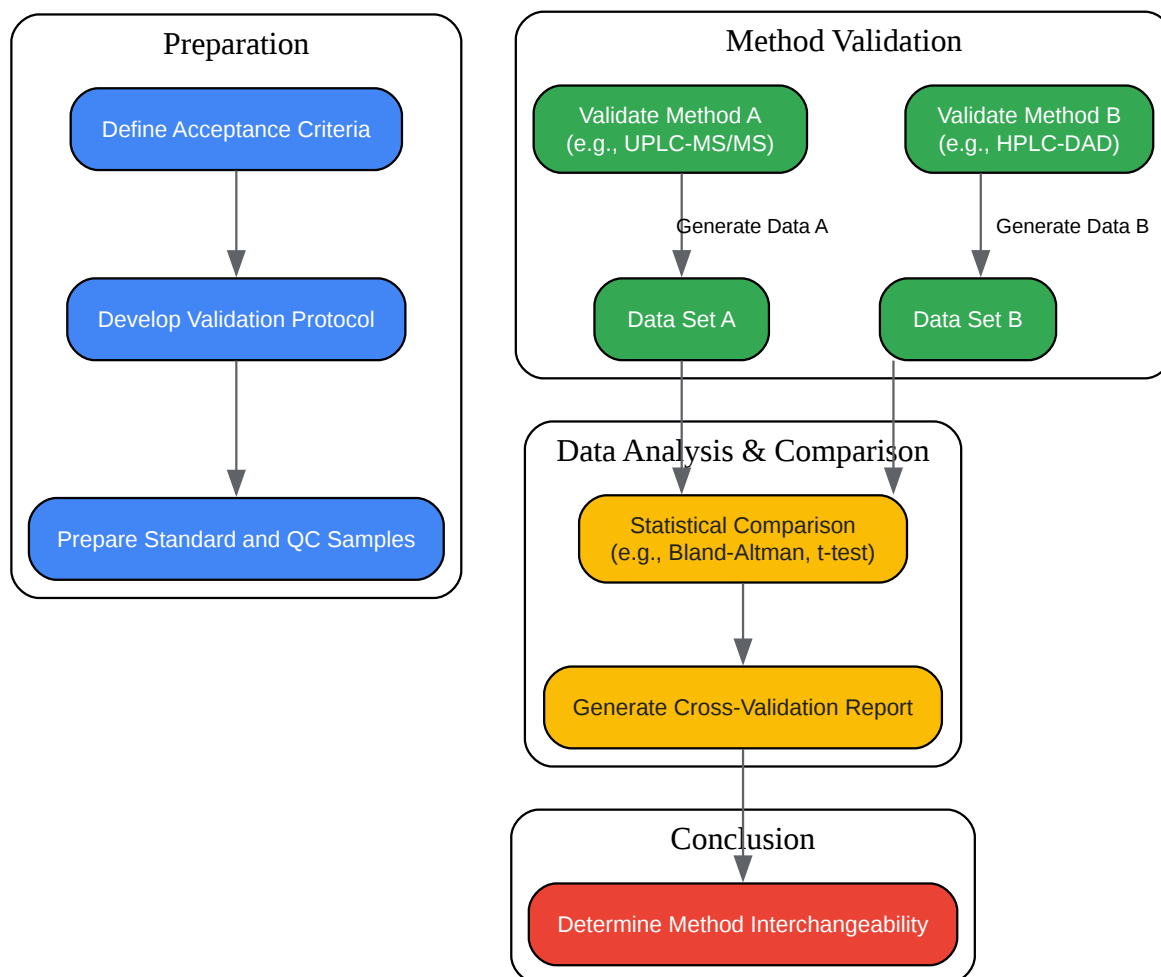 Preparation
Define Acceptance Criteria
Develop Validation Protocol
Prepare Standard and QC Samples
Method Validation
Validate Method A
(e.g., UPLC-MS/MS)
Validate Method B
(e.g., HPLC-DAD)
Generate Data A
Generate Data B
Data Set A
Data Set B
Data Analysis & Comparison
Statistical Comparison
(e.g., Bland-Altman, t-test)
Generate Cross-Validation Report
Conclusion
Determine Method Interchangeability